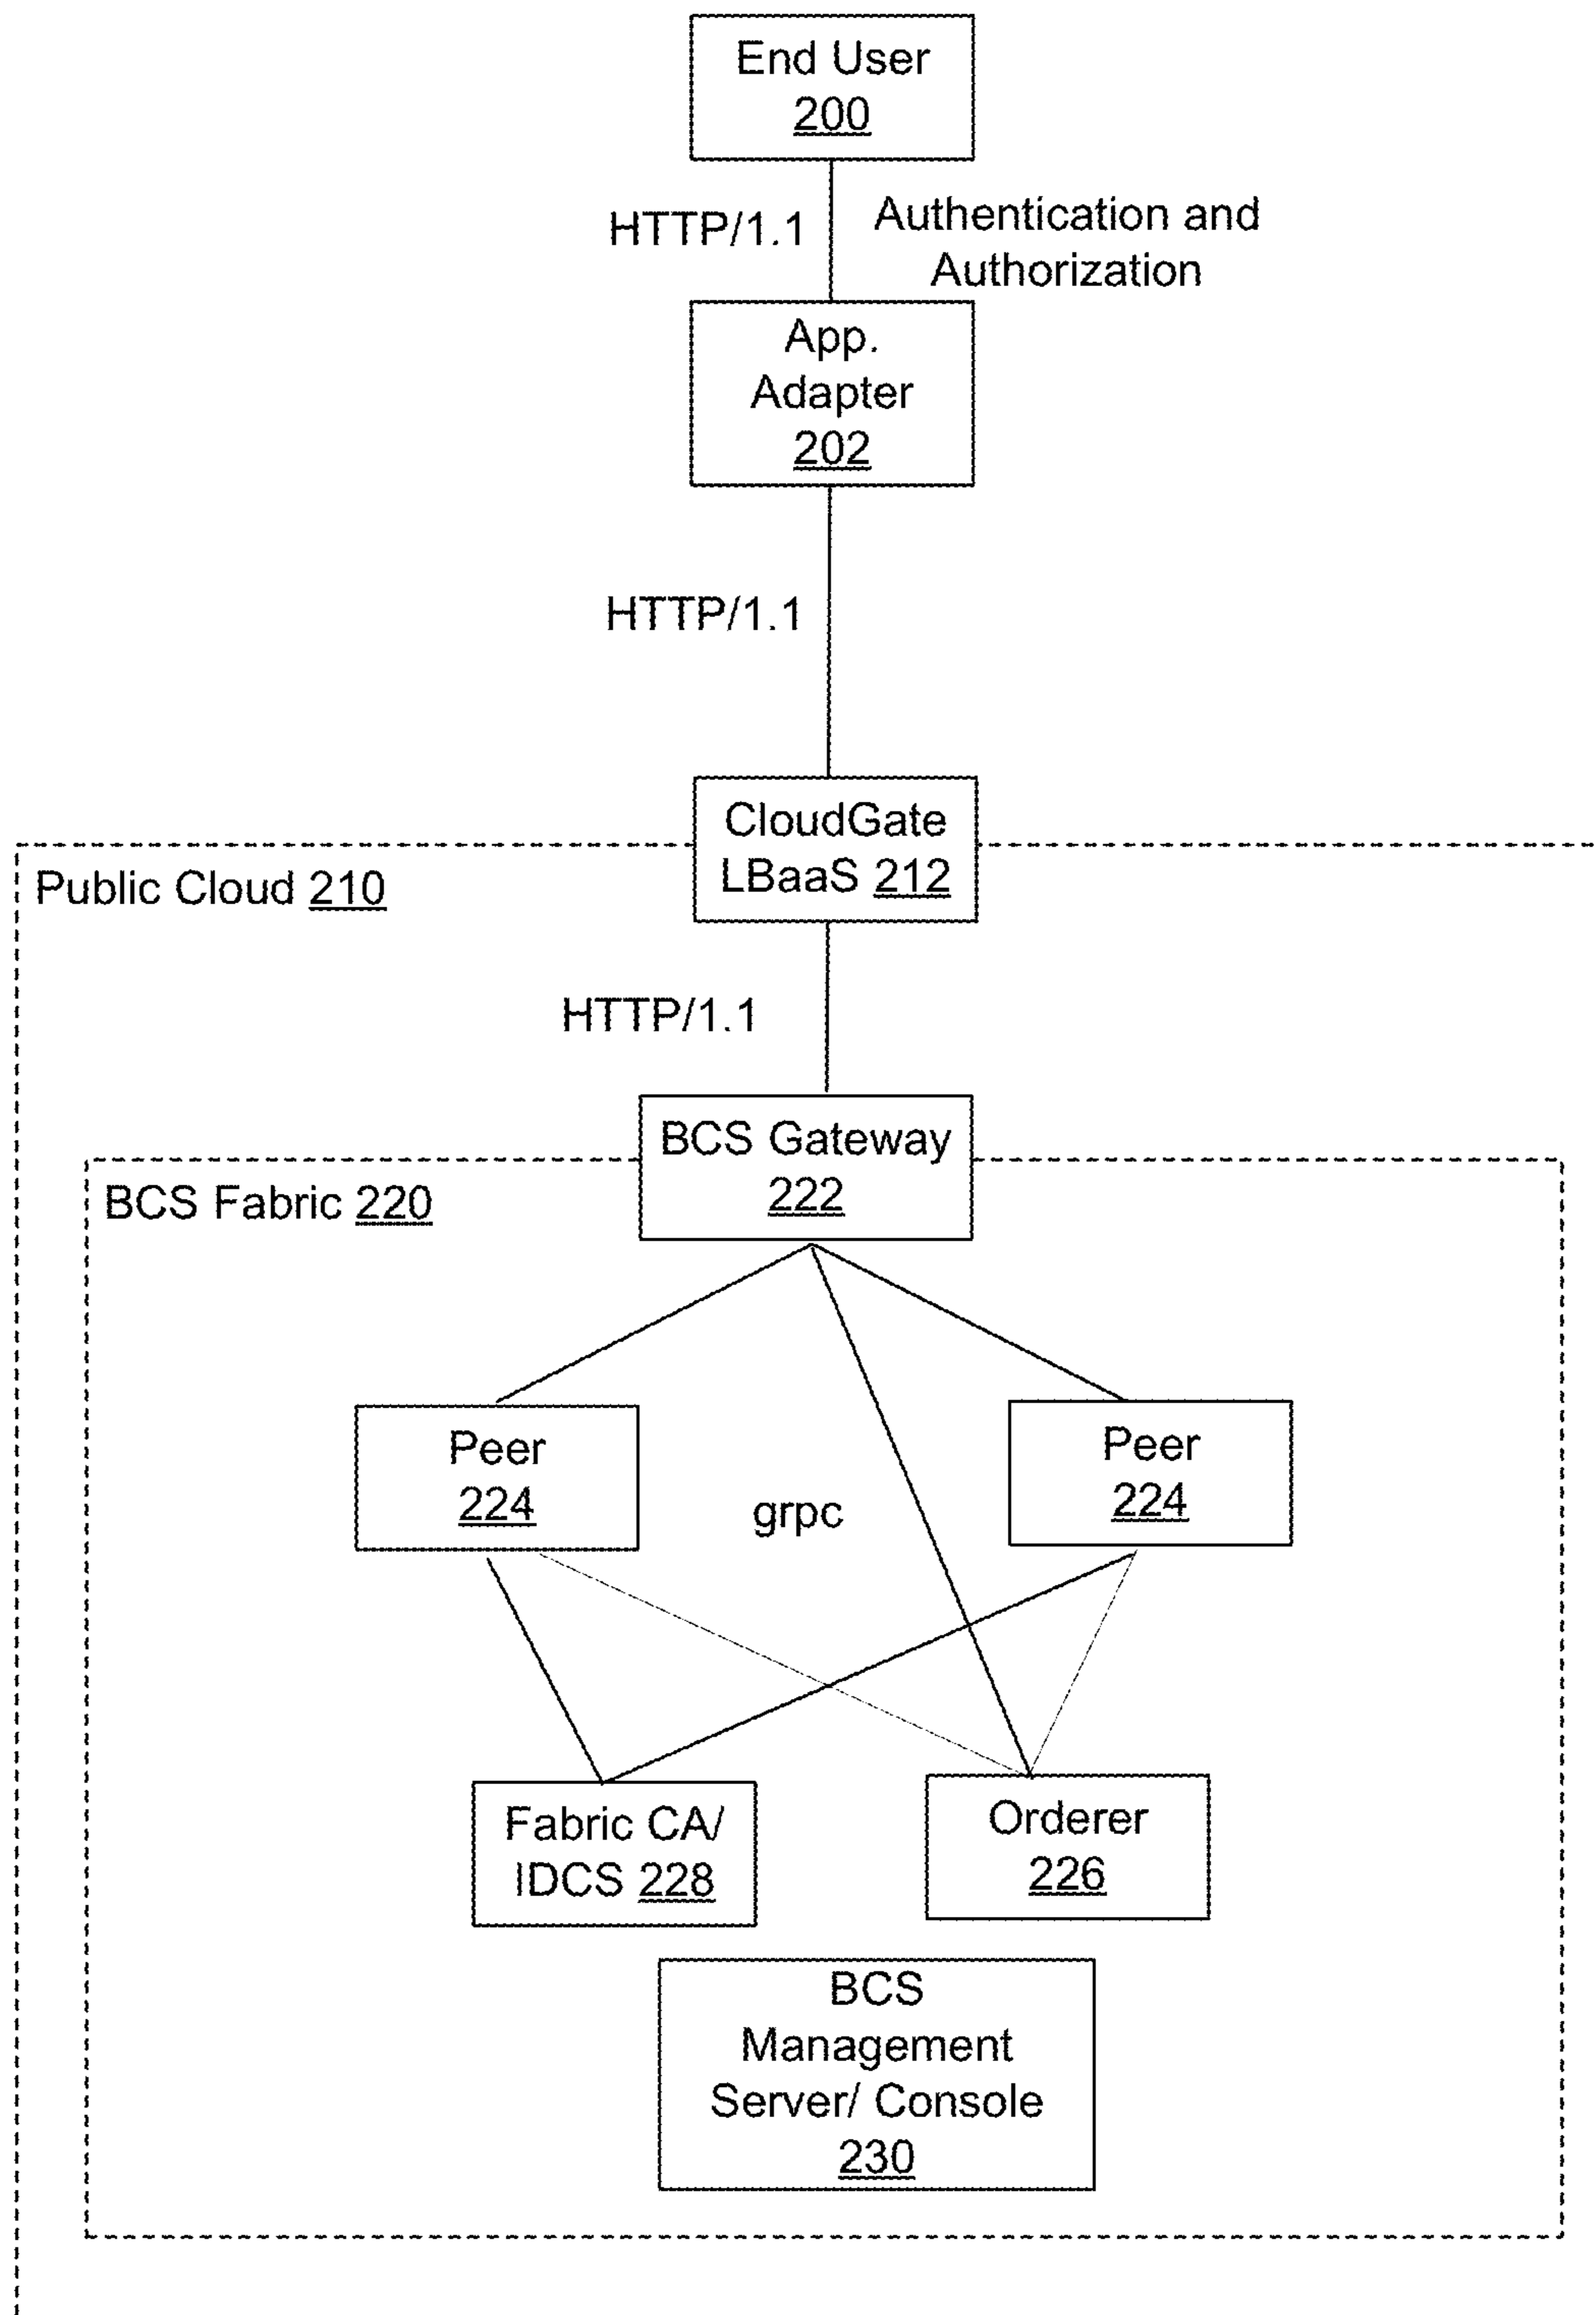 End User
200
HTTP/1.1
Authentication and
Authorization
App.
Adapter
202
HTTP/1.1
CloudGate
LBaaS 212
Public Cloud 210
HTTP/1.1
BCS Gateway
222
BCS Fabric 220
Peer
224
Peer
224
grpc
Fabric CA/
IDCS 228
Orderer
226
BCS
Management
Server/ Console
230